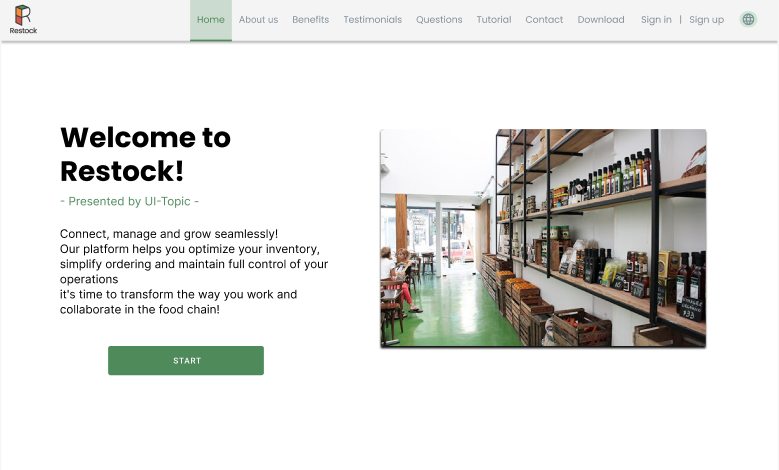 Restock
Home About us Benefits Testimonials Questions Tutorial Contact Download Sign in | Sign up
Welcome to
Restock!
- Presented by UI-Topic -
Connect, manage and grow seamlessly!
Our platform helps you optimize your inventory,
simplify ordering and maintain full control of your
operations
it's time to transform the way you work and
collaborate in the food chain!
START